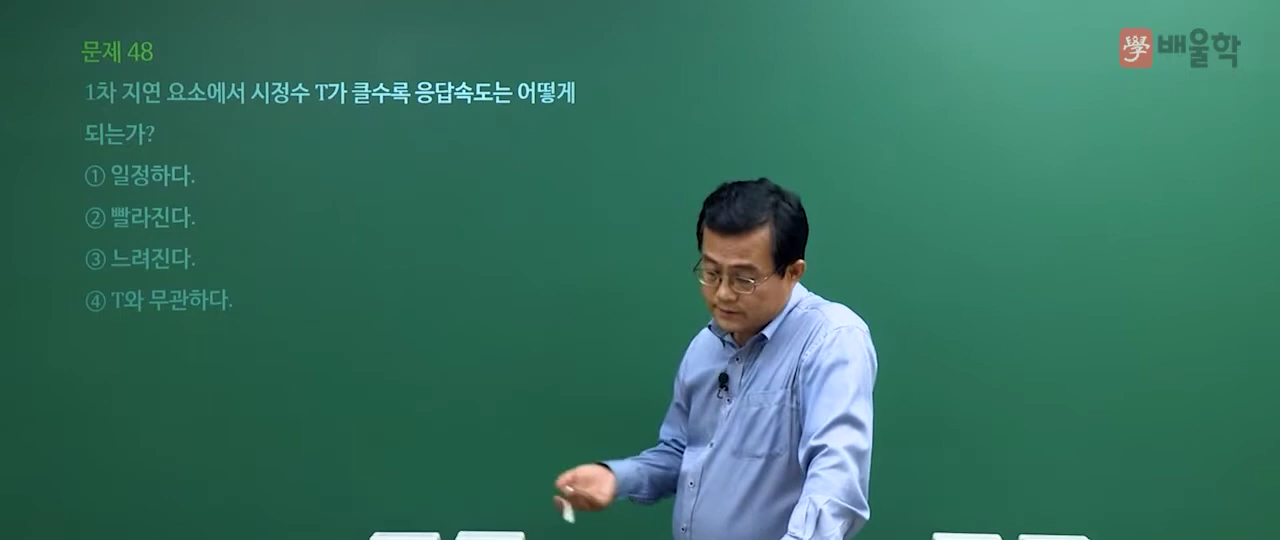 문제 48
學 배울학
1차 지연 요소에서 시정수 T가 클수록 응답속도는 어떻게
되는가?
① 일정하다.
② 빨라진다.
③ 느려진다.
④ T와 무관하다.